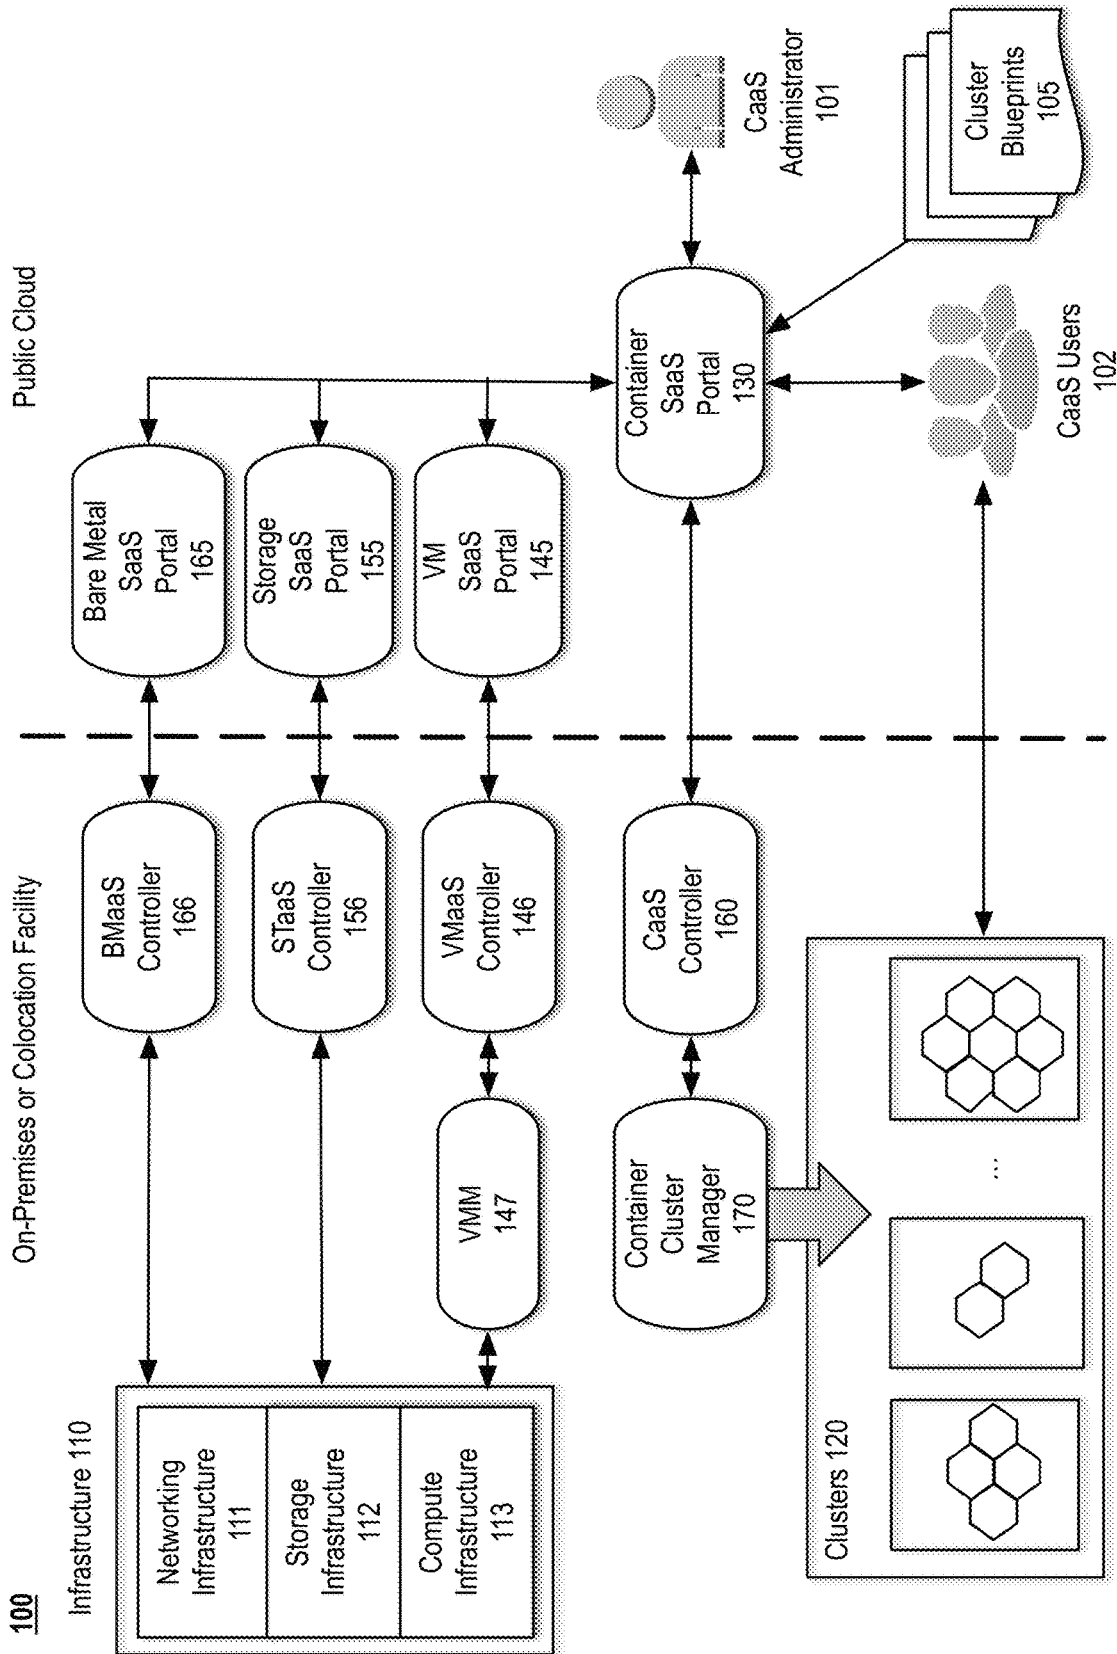 100
On-Premises or Colocation Facility
Public Cloud
Infrastructure 110
Networking
Infrastructure
111
Storage
Infrastructure
112
Compute
Infrastructure
113
BMaaS
Controller
166
Bare Metal
SaaS
Portal
165
STaaS
Controller
156
Storage
SaaS
Portal
155
VMM
147
VMaaS
Controller
146
VM
SaaS
Portal
145
Container
Cluster
Manager
170
CaaS
Controller
160
Container
SaaS
Portal
130
CaaS
Administrator
101
Clusters 120
...
CaaS Users
102
Cluster
Blueprints
105